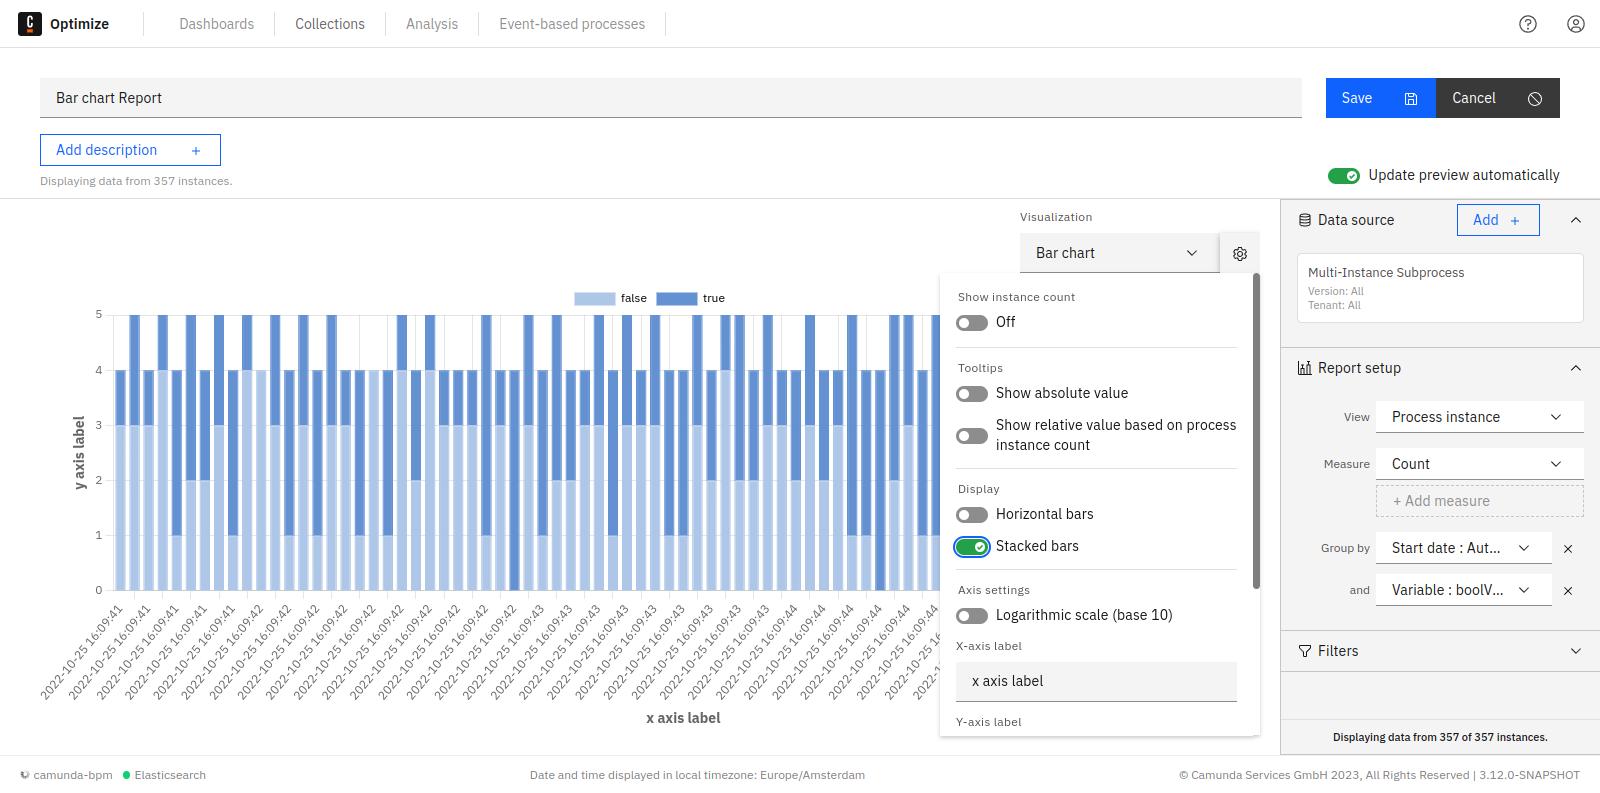 C Optimize Dashboards Collections Analysis Event-based processes
Bar chart Report
Save Cancel
Add description +
Displaying data from 357 instances.
Update preview automatically
Visualization
Bar chart
false true
5
4
3
2
1
0
y axis label
2022-10-25 16:09:41
2022-10-25 16:09:41
2022-10-25 16:09:41
2022-10-25 16:09:41
2022-10-25 16:09:42
2022-10-25 16:09:42
2022-10-25 16:09:42
2022-10-25 16:09:42
2022-10-25 16:09:42
2022-10-25 16:09:42
2022-10-25 16:09:42
2022-10-25 16:09:42
2022-10-25 16:09:42
2022-10-25 16:09:42
2022-10-25 16:09:42
2022-10-25 16:09:43
2022-10-25 16:09:43
2022-10-25 16:09:43
2022-10-25 16:09:43
2022-10-25 16:09:43
2022-10-25 16:09:43
2022-10-25 16:09:43
2022-10-25 16:09:43
2022-10-25 16:09:43
2022-10-25 16:09:44
2022-10-25 16:09:44
2022-10-25 16:09:44
2022-10-25 16:09:44
2022-10-25 16:09:44
2022-10-25 16:09:44
x axis label
Show instance count
Off
Tooltips
Show absolute value
Show relative value based on process
instance count
Display
Horizontal bars
Stacked bars
Axis settings
Logarithmic scale (base 10)
X-axis label
x axis label
Y-axis label
Data source
Add +
Multi-Instance Subprocess
Version: All
Tenant: All
Report setup
View Process instance
Measure Count
+ Add measure
Group by Start date : Aut...
and Variable : boolV...
Filters
Displaying data from 357 of 357 instances.
camunda-bpm Elasticsearch
Date and time displayed in local timezone: Europe/Amsterdam
© Camunda Services GmbH 2023, All Rights Reserved | 3.12.0-SNAPSHOT